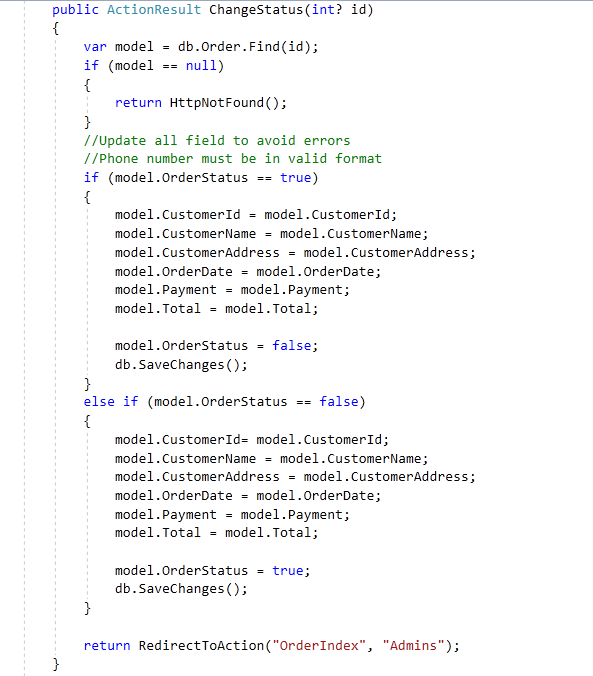 public ActionResult ChangeStatus(int? id)
{
var model = db.Order.Find(id);
if (model == null)
{
return HttpNotFound();
}
//Update all field to avoid errors
//Phone number must be in valid format
if (model.OrderStatus == true)
{
model.CustomerId = model.CustomerId;
model.CustomerName = model.CustomerName;
model.CustomerAddress = model.CustomerAddress;
model.OrderDate = model.OrderDate;
model.Payment = model.Payment;
model.Total = model.Total;
model.OrderStatus = false;
db.SaveChanges();
}
else if (model.OrderStatus == false)
{
model.CustomerId= model.CustomerId;
model.CustomerName = model.CustomerName;
model.CustomerAddress = model.CustomerAddress;
model.OrderDate = model.OrderDate;
model.Payment = model.Payment;
model.Total = model.Total;
model.OrderStatus = true;
db.SaveChanges();
}
return RedirectToAction("OrderIndex", "Admins");
}